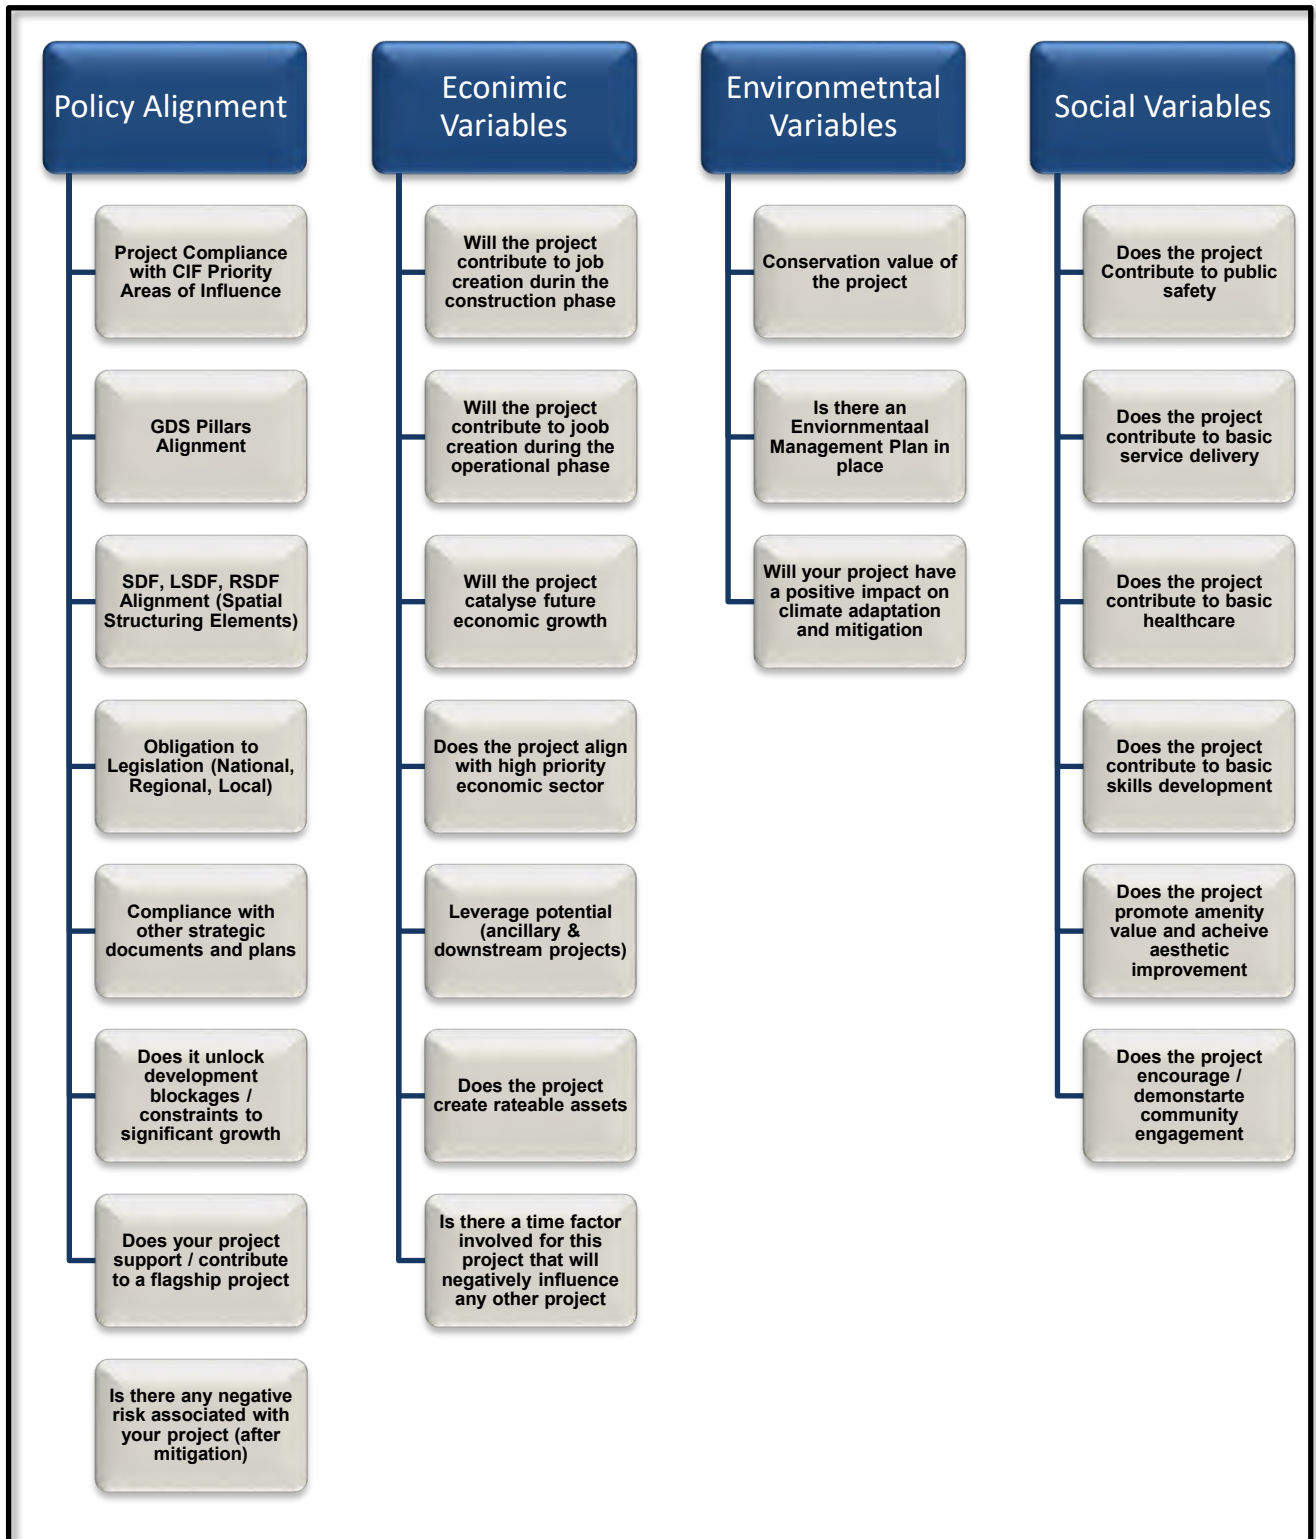 Policy Alignment
Project Compliance
with CIF Priority
Areas of Influence
GDS Pillars
Alignment
SDF, LSDF, RSDF
Alignment (Spatial
Structuring Elements)
Obligation to
Legislation (National,
Regional, Local)
Compliance with
other strategic
documents and plans
Does it unlock
development
blockages /
constraints to
significant growth
Does your project
support / contribute
to a flagship project
Is there any negative
risk associated with
your project (after
mitigation)
Econimic
Variables
Will the project
contribute to job
creation durin the
construction phase
Will the project
contribute to joob
creation during the
operational phase
Will the project
catalyse future
economic growth
Does the project align
with high priority
economic sector
Leverage potential
(ancillary &
downstream projects)
Does the project
create rateable assets
Is there a time factor
involved for this
project that will
negatively influence
any other project
Environmetntal
Variables
Conservation value of
the project
Is there an
Enviornmentaal
Management Plan in
place
Will your project have
a positive impact on
climate adaptation
and mitigation
Social Variables
Does the project
Contribute to public
safety
Does the project
contribute to basic
service delivery
Does the project
contribute to basic
healthcare
Does the project
contribute to basic
skills development
Does the project
promote amenity
value and acheive
aesthetic
improvement
Does the project
encourage /
demonstarte
community
engagement